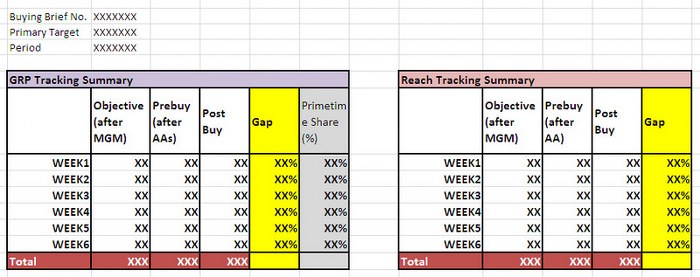 Buying Brief No. XXXXXXX
Primary Target XXXXXXX
Period XXXXXXX
GRP Tracking Summary
Objective (after MGM) Prebuy (after AAs) Post Buy Gap Primetime Share (%)
WEEK1 XX XX XX XX% XX%
WEEK2 XX XX XX XX% XX%
WEEK3 XX XX XX XX% XX%
WEEK4 XX XX XX XX% XX%
WEEK5 XX XX XX XX% XX%
WEEK6 XX XX XX XX% XX%
Total XXX XXX XXX
Reach Tracking Summary
Objective (after MGM) Prebuy (after AA) Post Buy Gap
WEEK1 XX XX XX XX%
WEEK2 XX XX XX XX%
WEEK3 XX XX XX XX%
WEEK4 XX XX XX XX%
WEEK5 XX XX XX XX%
WEEK6 XX XX XX XX%
Total XXX XXX XXX